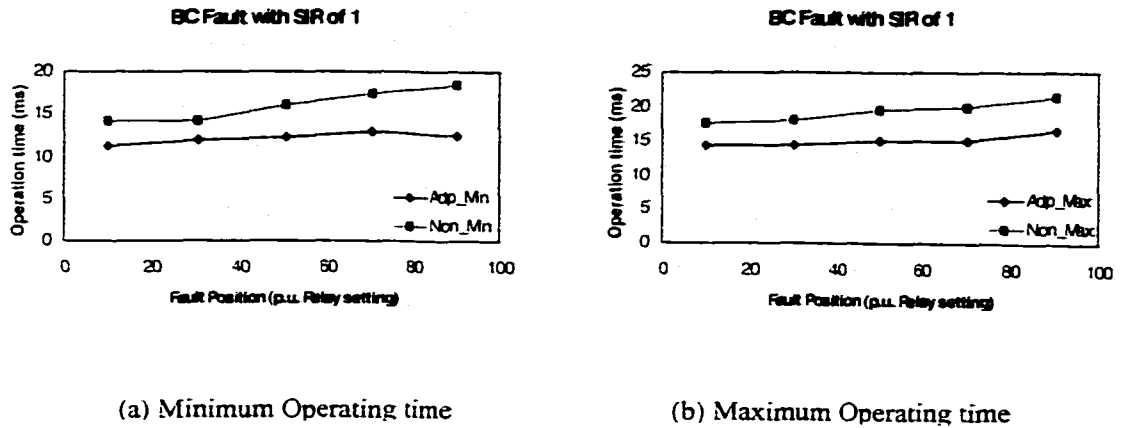 BC Fault with SIR of 1
20
15
10
5
0
Operation time (ms)
Adp_Min
Non_Min
0 20 40 60 80 100
Fault Position (p.u. Relay setting)
(a) Minimum Operating time
BC Fault with SIR of 1
25
20
15
10
5
0
Operation time (ms)
Adp_Max
Non_Max
0 20 40 60 80 100
Fault Position (p.u. Relay setting)
(b) Maximum Operating time